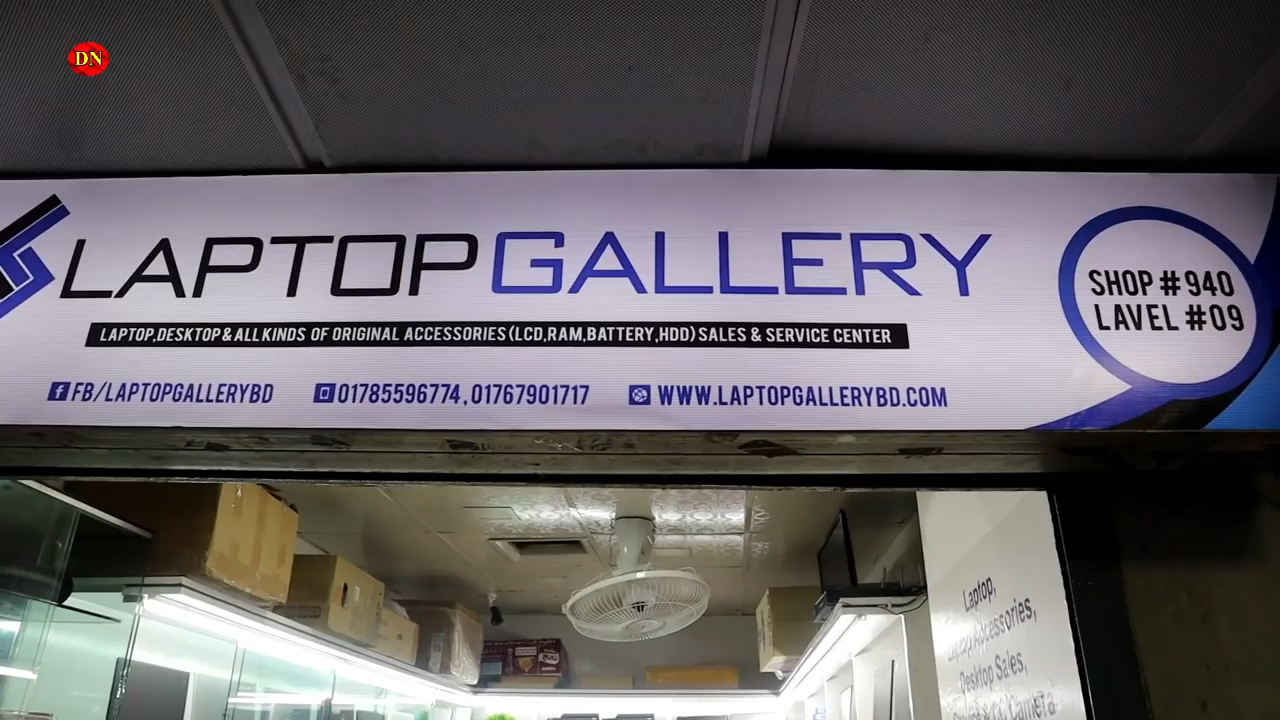 DN
LAPTOPGALLERY
SHOP #940
LAVEL #09
LAPTOP,DESKTOP & ALL KINDS OF ORIGINAL ACCESSORIES (LCD,RAM,BATTERY,HDD) SALES & SERVICE CENTER
FB/LAPTOPGALLERYBD 01785596774, 01767901717 WWW.LAPTOPGALLERYBD.COM
Laptop,
Laptop Accessories,
Desktop Sales,
Camera